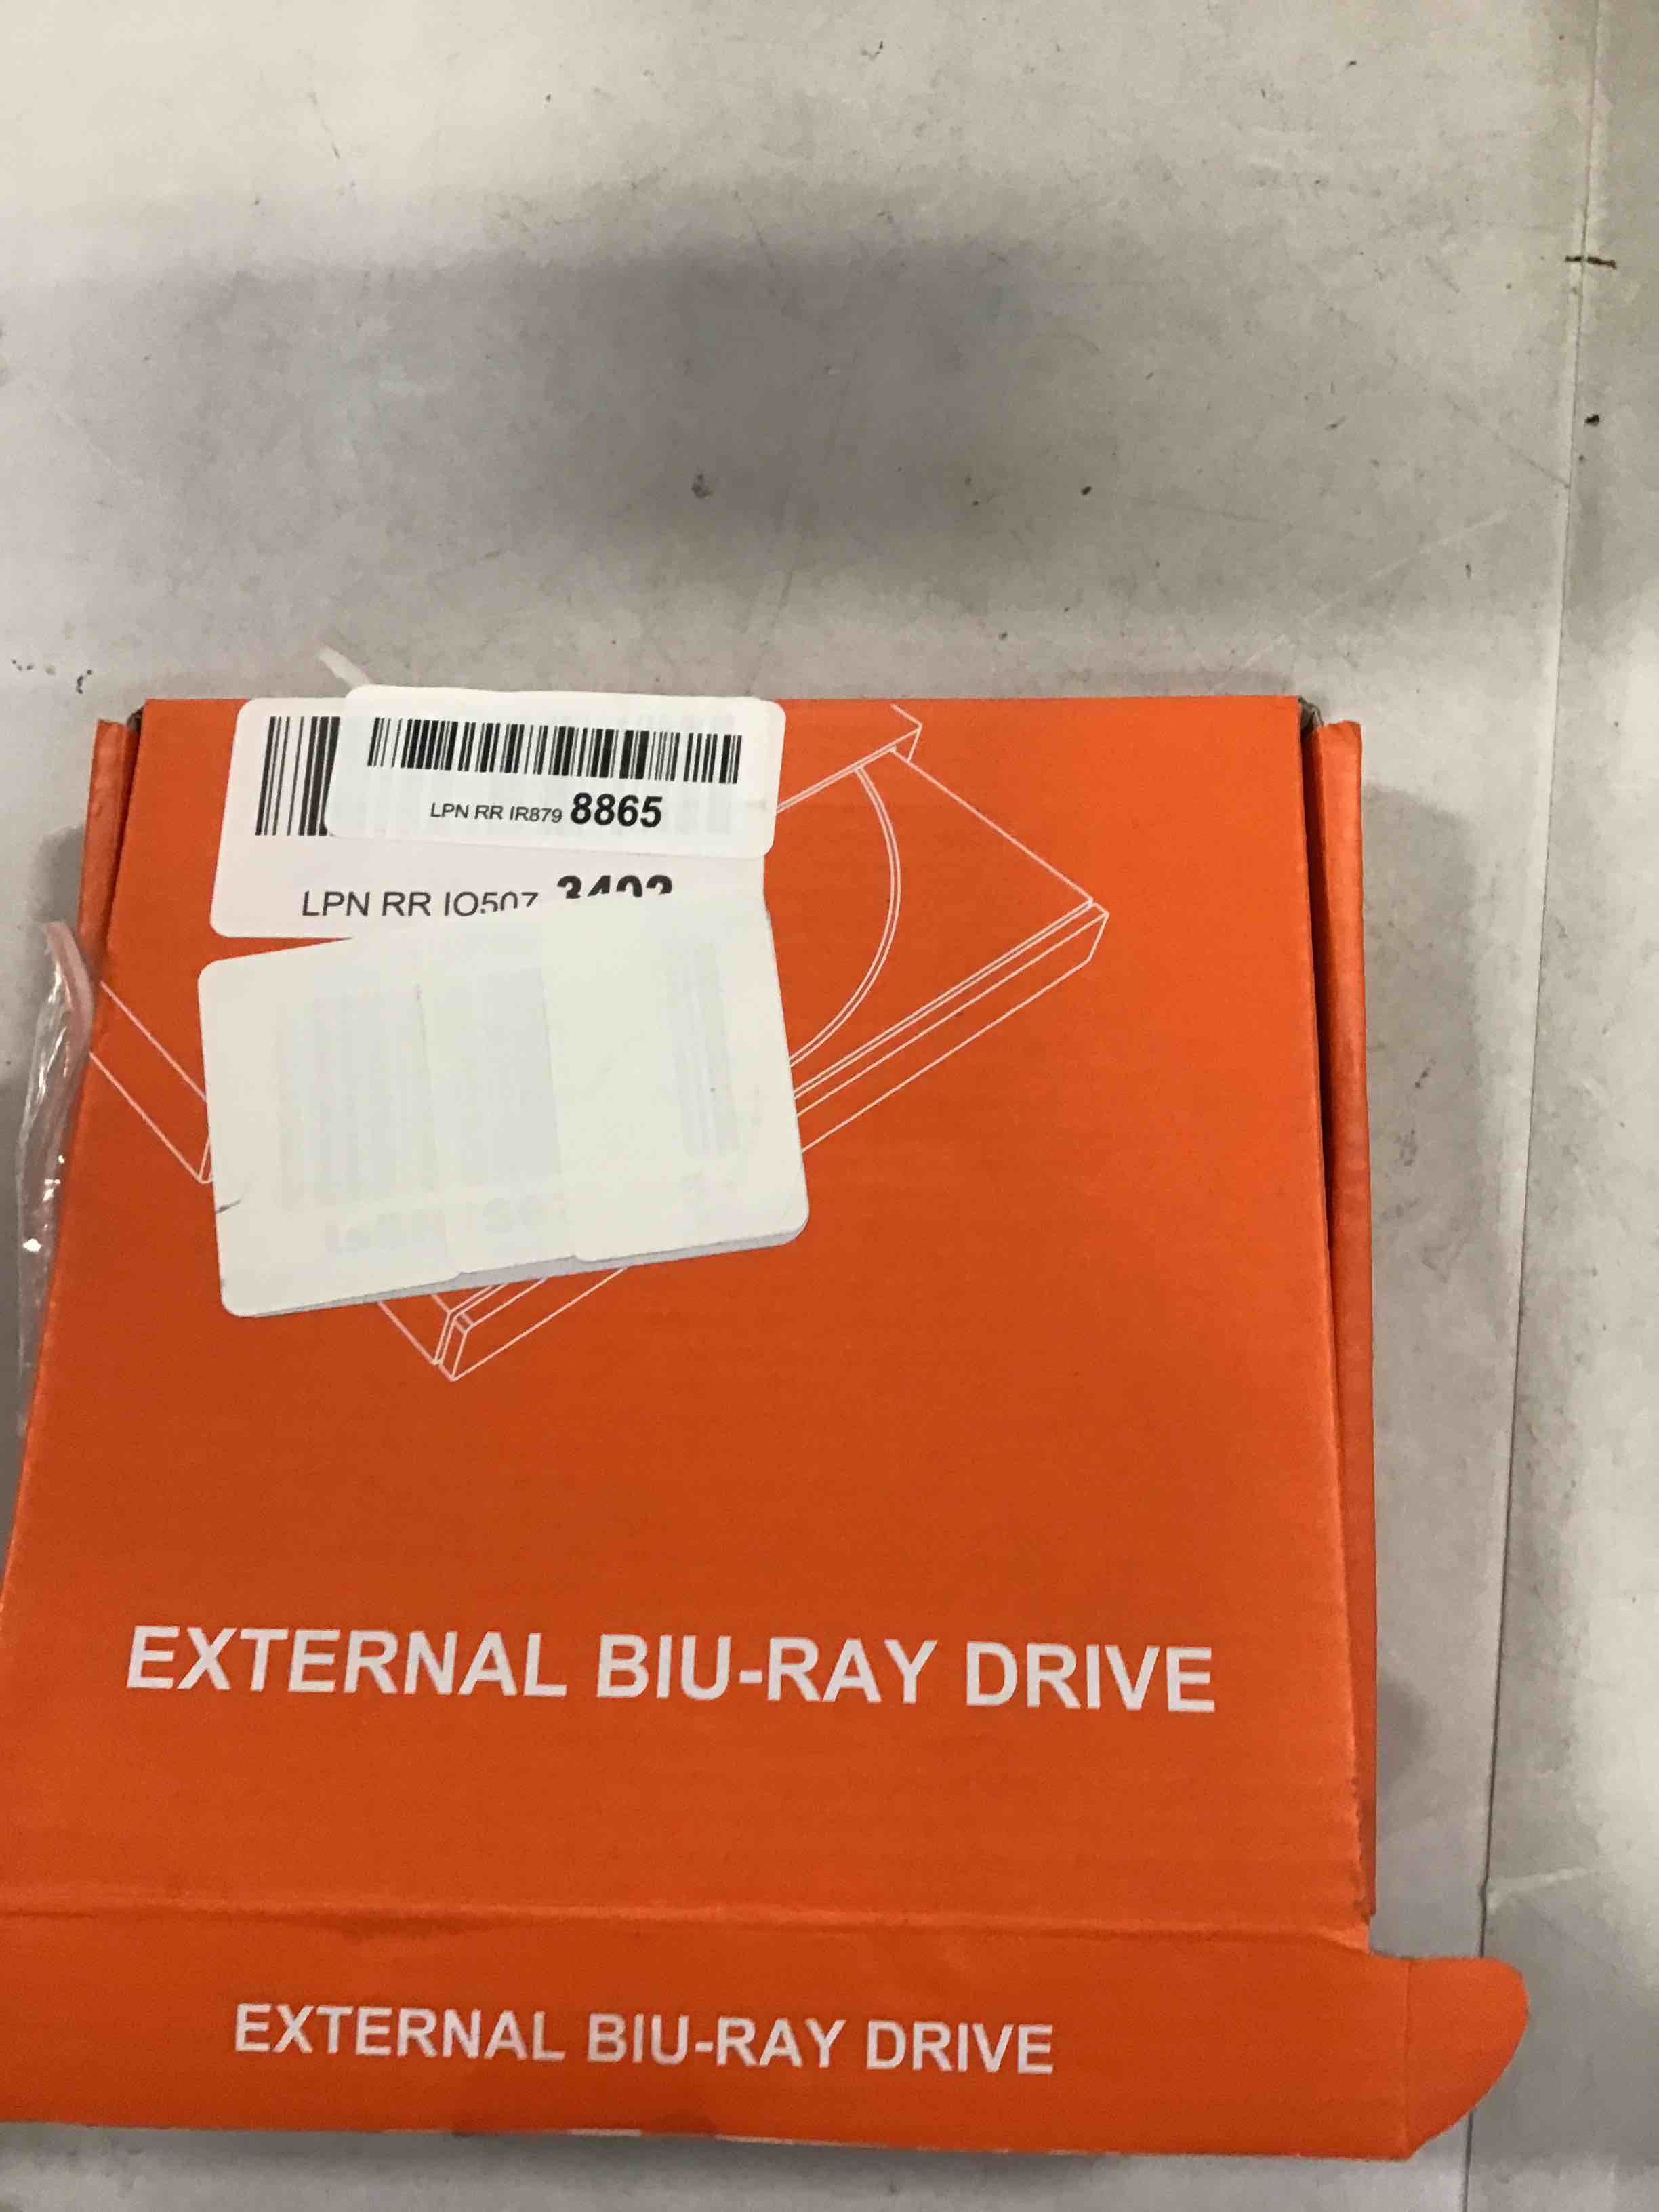 LPN RR IR879 8865
LPN RR IO507
EXTERNAL BIU-RAY DRIVE
EXTERNAL BIU-RAY DRIVE